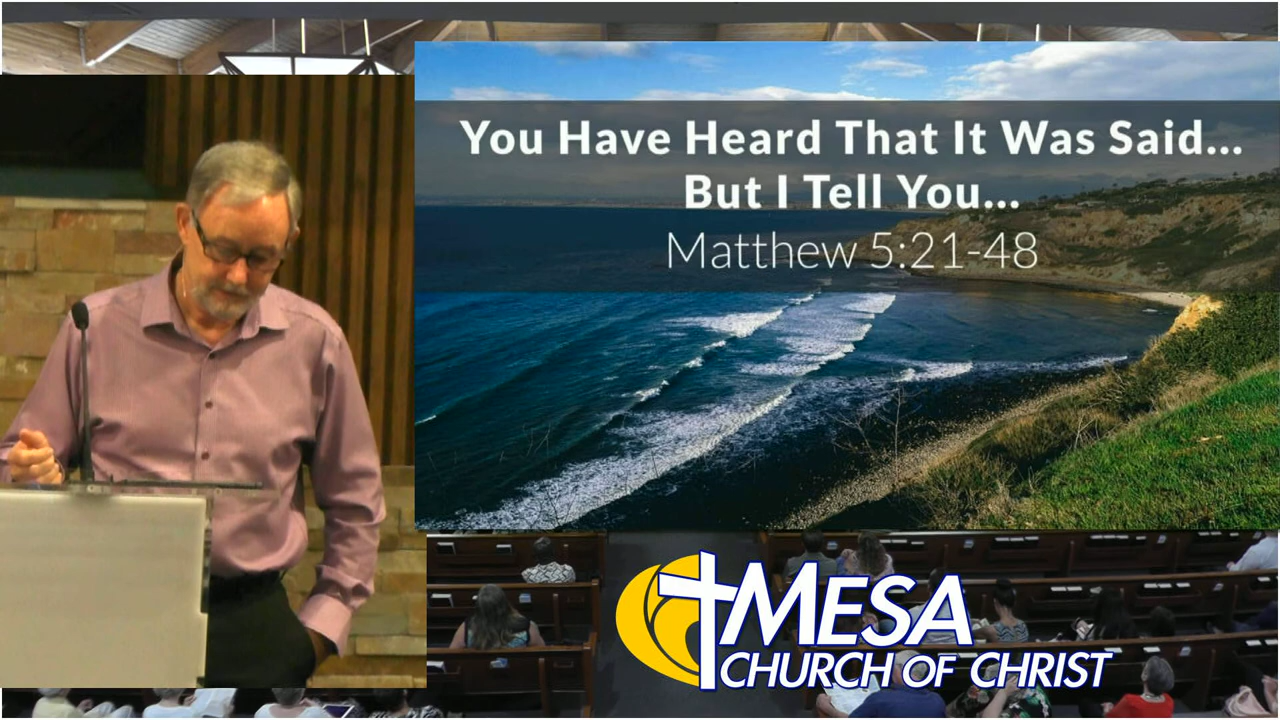 You Have Heard That It Was Said...
But I Tell You...
Matthew 5:21-48
MESA
CHURCH OF CHRIST